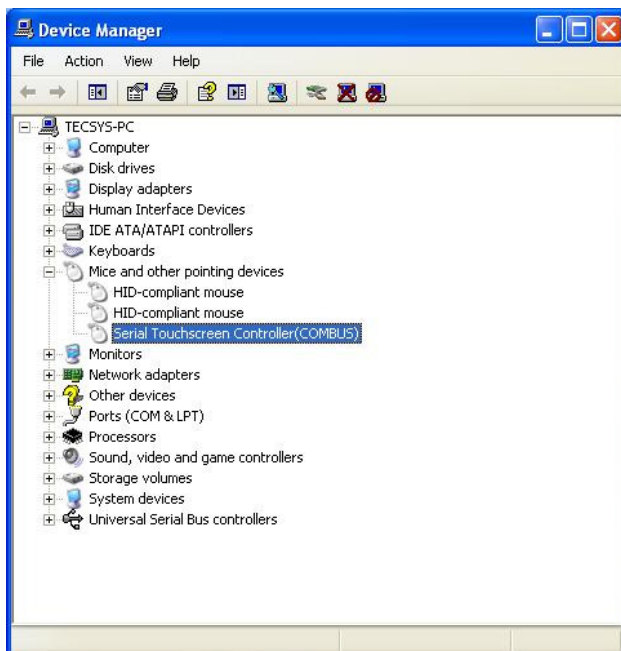 Device Manager
File Action View Help
TECSYS-PC
Computer
Disk drives
Display adapters
Human Interface Devices
IDE ATA/ATAPI controllers
Keyboards
Mice and other pointing devices
HID-compliant mouse
HID-compliant mouse
Serial Touchscreen Controller(COMBUS)
Monitors
Network adapters
Other devices
Ports (COM & LPT)
Processors
Sound, video and game controllers
Storage volumes
System devices
Universal Serial Bus controllers